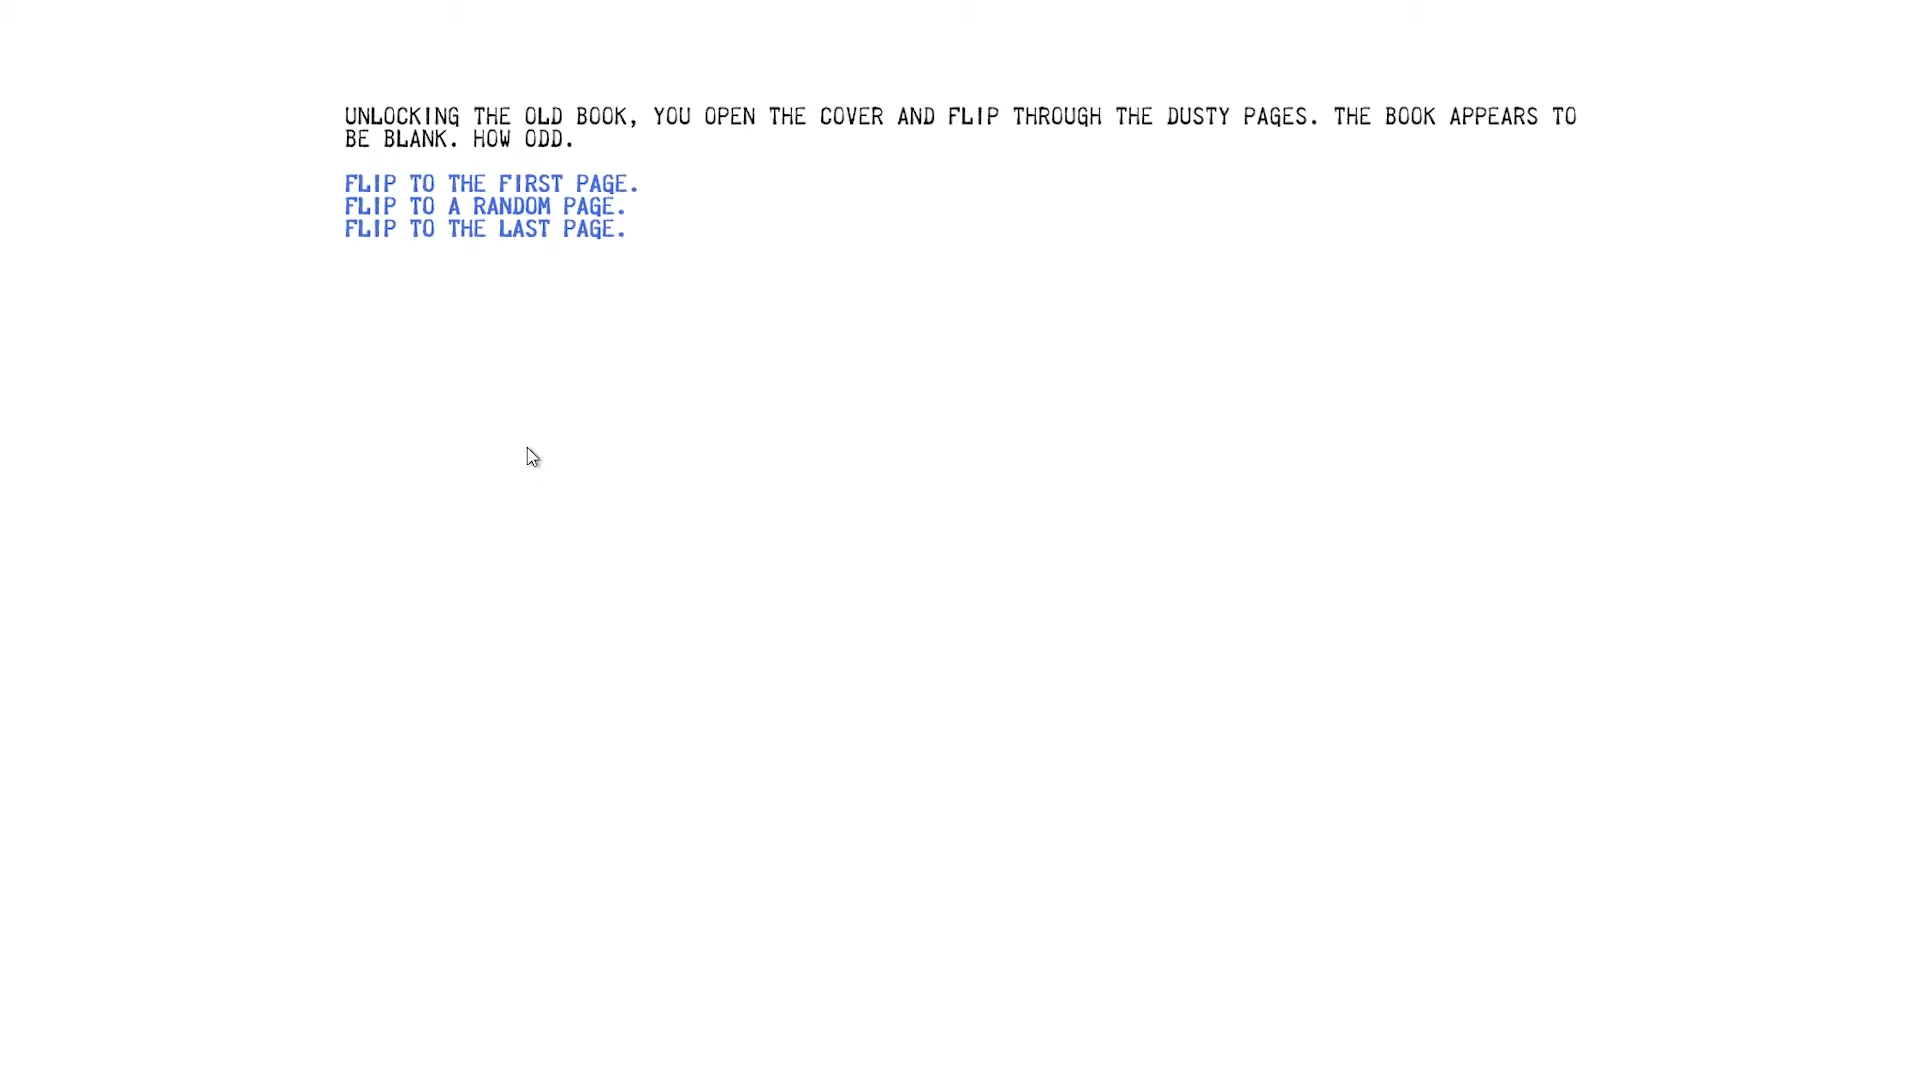 UNLOCKING THE OLD BOOK, YOU OPEN THE COVER AND FLIP THROUGH THE DUSTY PAGES. THE BOOK APPEARS TO
BE BLANK. HOW ODD.
FLIP TO THE FIRST PAGE.
FLIP TO A RANDOM PAGE.
FLIP TO THE LAST PAGE.